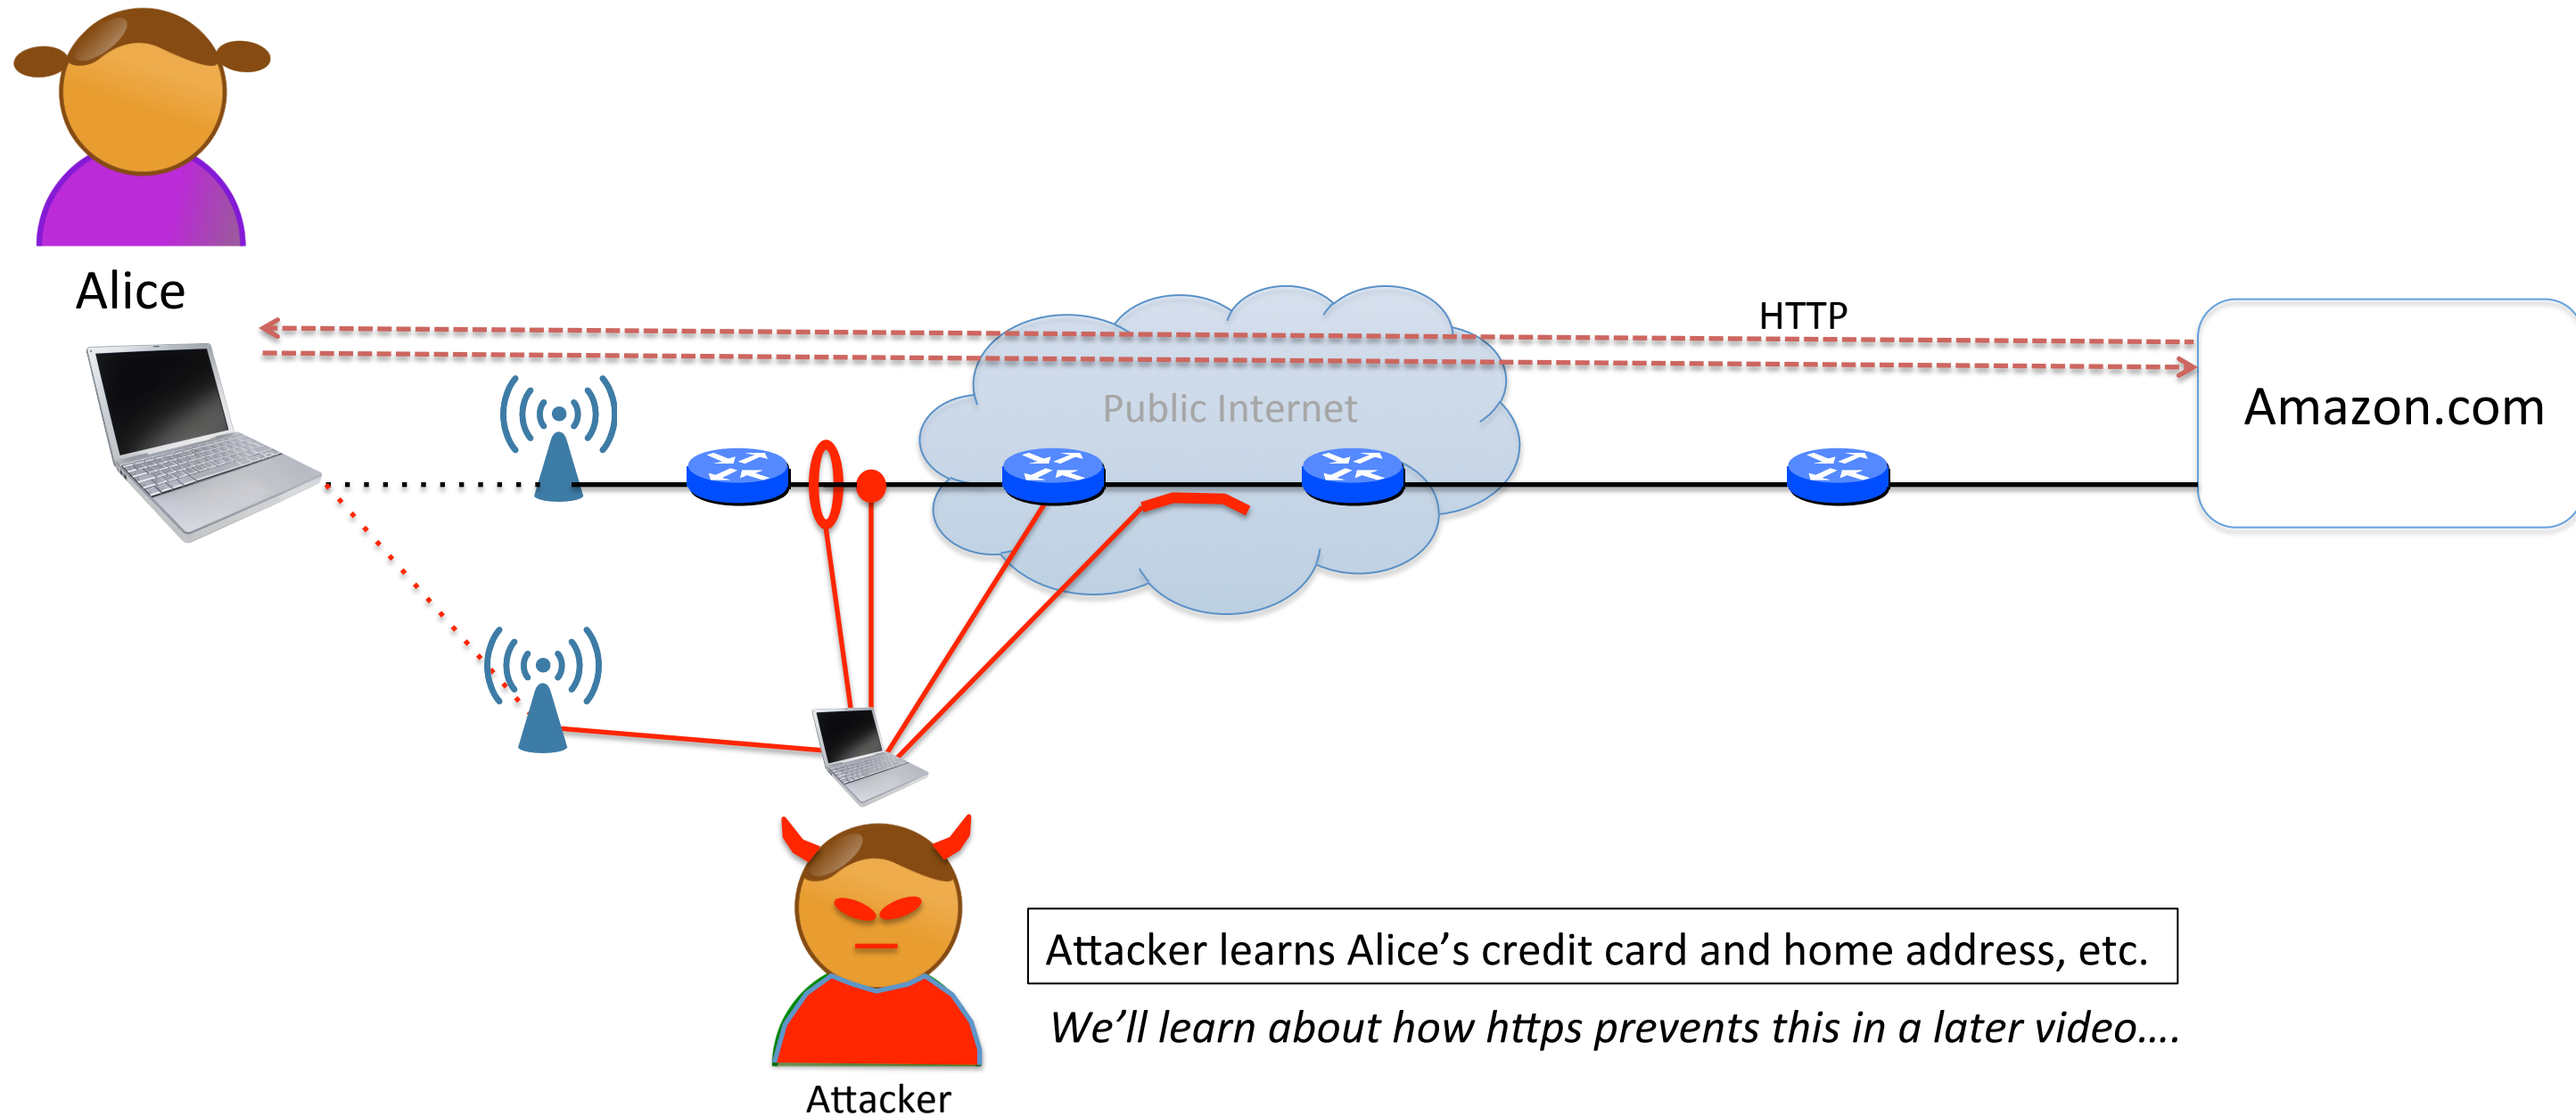 Alice
HTTP
Public Internet
Amazon.com
Attacker learns Alice’s credit card and home address, etc.
We’ll learn about how https prevents this in a later video….
Attacker